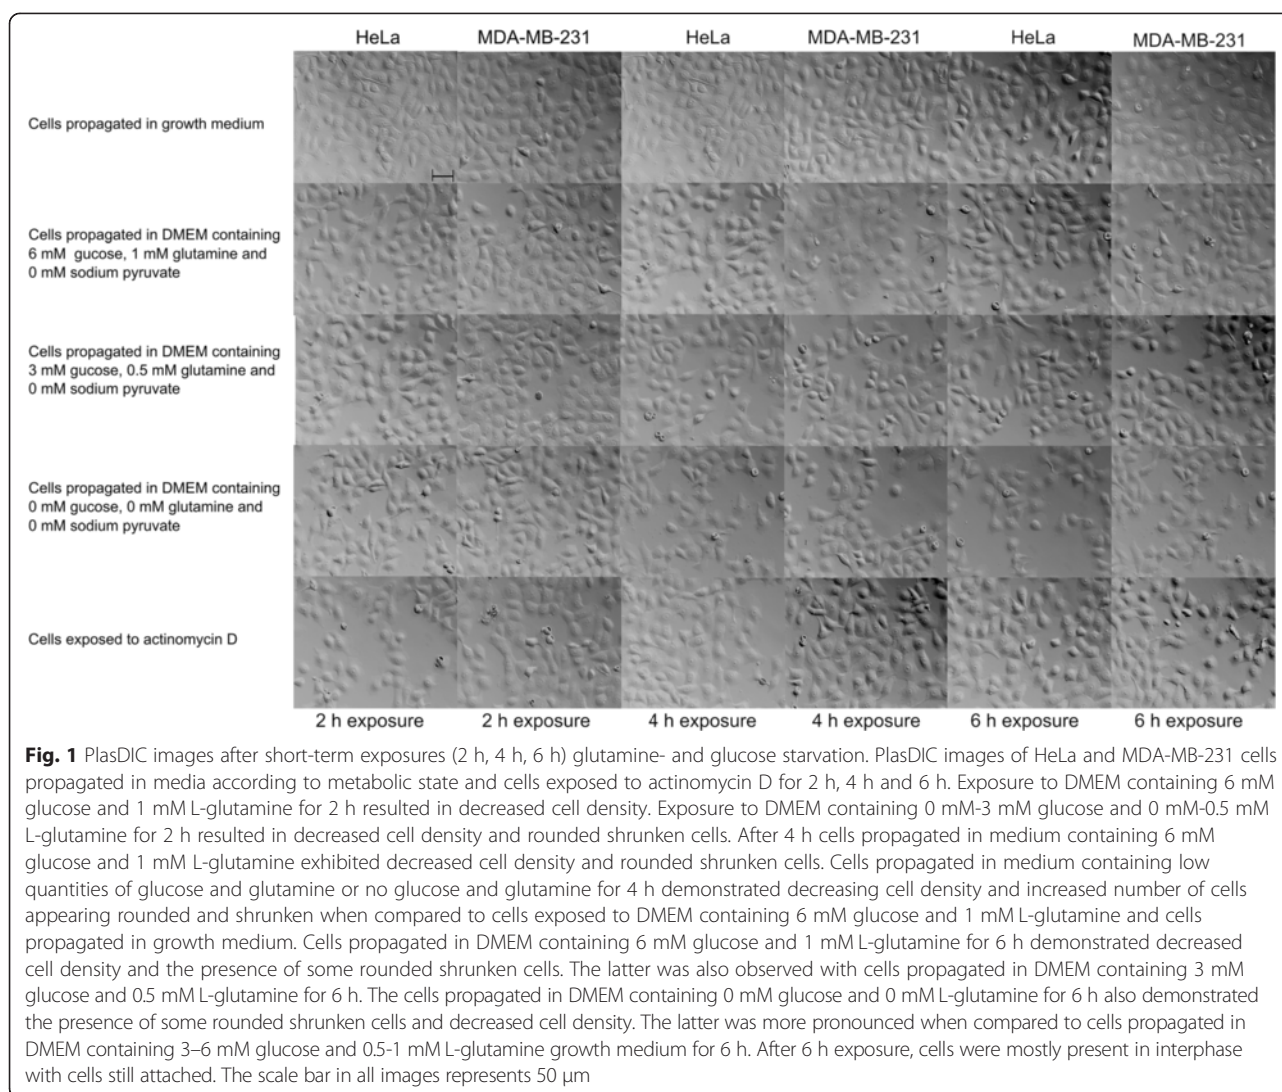 HeLa MDA-MB-231 HeLa MDA-MB-231 HeLa MDA-MB-231
Cells propagated in growth medium
Cells propagated in DMEM containing
6 mM gucose, 1 mM glutamine and
0 mM sodium pyruvate
Cells propagated in DMEM containing
3 mM gucose, 0.5 mM glutamine and
0 mM sodium pyruvate
Cells propagated in DMEM containing
0 mM gucose, 0 mM glutamine and
0 mM sodium pyruvate
Cells exposed to actinomycin D
2 h exposure 2 h exposure 4 h exposure 4 h exposure 6 h exposure 6 h exposure
Fig. 1 PlasDIC images after short-term exposures (2 h, 4 h, 6 h) glutamine- and glucose starvation. PlasDIC images of HeLa and MDA-MB-231 cells
propagated in media according to metabolic state and cells exposed to actinomycin D for 2 h, 4 h and 6 h. Exposure to DMEM containing 6 mM
glucose and 1 mM L-glutamine for 2 h resulted in decreased cell density. Exposure to DMEM containing 0 mM-3 mM glucose and 0 mM-0.5 mM
L-glutamine for 2 h resulted in decreased cell density and rounded shrunken cells. After 4 h cells propagated in medium containing 6 mM
glucose and 1 mM L-glutamine exhibited decreased cell density and rounded shrunken cells. Cells propagated in medium containing low
quantities of glucose and glutamine or no glucose and glutamine for 4 h demonstrated decreasing cell density and increased number of cells
appearing rounded and shrunken when compared to cells exposed to DMEM containing 6 mM glucose and 1 mM L-glutamine and cells
propagated in growth medium. Cells propagated in DMEM containing 6 mM glucose and 1 mM L-glutamine for 6 h demonstrated decreased
cell density and the presence of some rounded shrunken cells. The latter was also observed with cells propagated in DMEM containing 3 mM
glucose and 0.5 mM L-glutamine for 6 h. The cells propagated in DMEM containing 0 mM glucose and 0 mM L-glutamine for 6 h also demonstrated
the presence of some rounded shrunken cells and decreased cell density. The latter was more pronounced when compared to cells propagated in
DMEM containing 3–6 mM glucose and 0.5-1 mM L-glutamine growth medium for 6 h. After 6 h exposure, cells were mostly present in interphase
with cells still attached. The scale bar in all images represents 50 μm